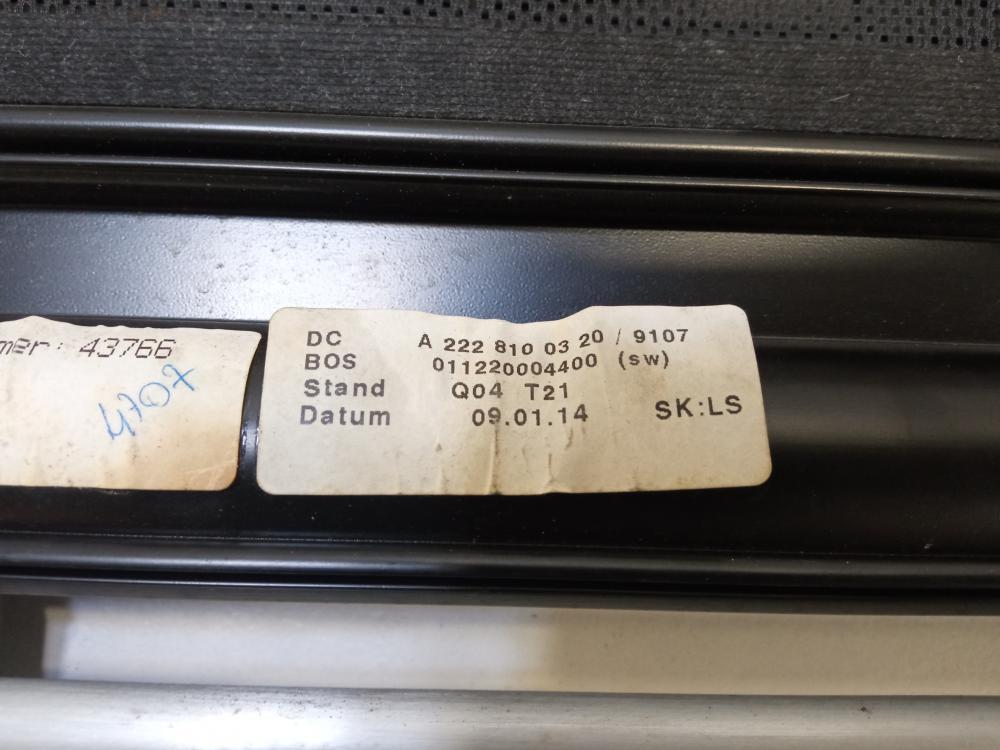 mer: 43766
4707
DC A 222 810 03 20 / 9107
BOS 011220004400 (sw)
Stand Q04 T21
Datum 09.01.14 SK:LS